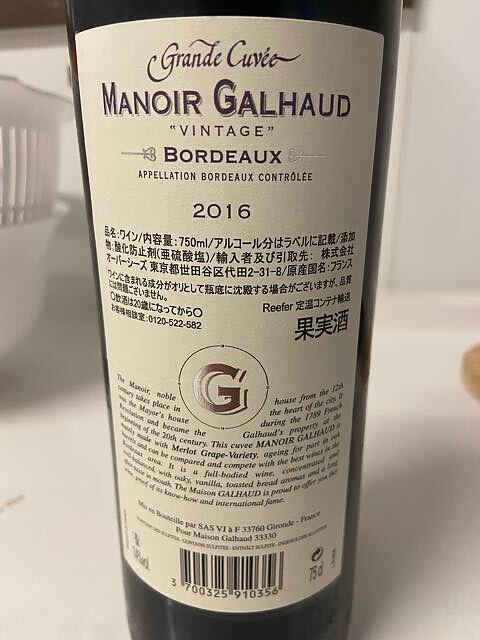 Grande Cuvée
MANOIR GALHAUD
"VINTAGE"
BORDEAUX
APPELLATION BORDEAUX CONTRÔLÉE
2016
品名:ワイン/内容量:750ml/アルコール分はラベルに記載/添加
物:酸化防止剤(亜硫酸塩)/輸入者及び引取先: 株式会社
オーバーシーズ 東京都世田谷区代田2-31-8/原産国名:フランス
ワインに含まれる成分がオリとして瓶底に沈殿する場合がございますが、品質
には問題ございません。
〇飲酒は20歳になってから〇
Reefer 定温コンテナ輸送
お客様相談室:0120-522-582
果実酒
G
The Manoir, noble house from the 12th
century takes place in the heart of the city. It
was the Mayor's house during the 1789 French
Revolution and became the Galhaud's property at the
beginning of the 20th century. This cuvee MANOIR GALHAUD is
made with Merlot Grape-Variety, ageing for part in oak
barrels and can be compared and compete with the best wines in the
Bordeaux area. It is a full-bodied wine, concentrated and
well-balanced, with oaky, vanilla, toasted bread aromas and a long
taste in mouth. The Maison GALHAUD is proud to offer you this
proof of its know-how and international fame.
Mis en Bouteille par SAS VJ à F 33760 Gironde - France
Pour Maison Galhaud 33330
CONTAINS SULPHITES - ENTHÄLT SULFITE
75 cl
3 700325 910356